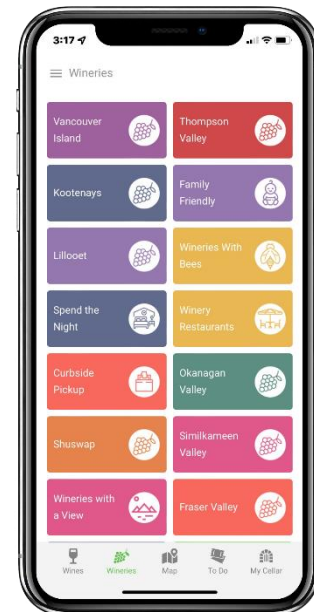 3:17
Wineries
Vancouver
Island
Thompson
Valley
Kootenays
Family
Friendly
Lillooet
Wineries With
Bees
Spend the
Night
Winery
Restaurants
Curbside
Pickup
Okanagan
Valley
Shuswap
Similkameen
Valley
Wineries with
a View
Fraser Valley
Wines
Wineries
Map
To Do
My Cellar